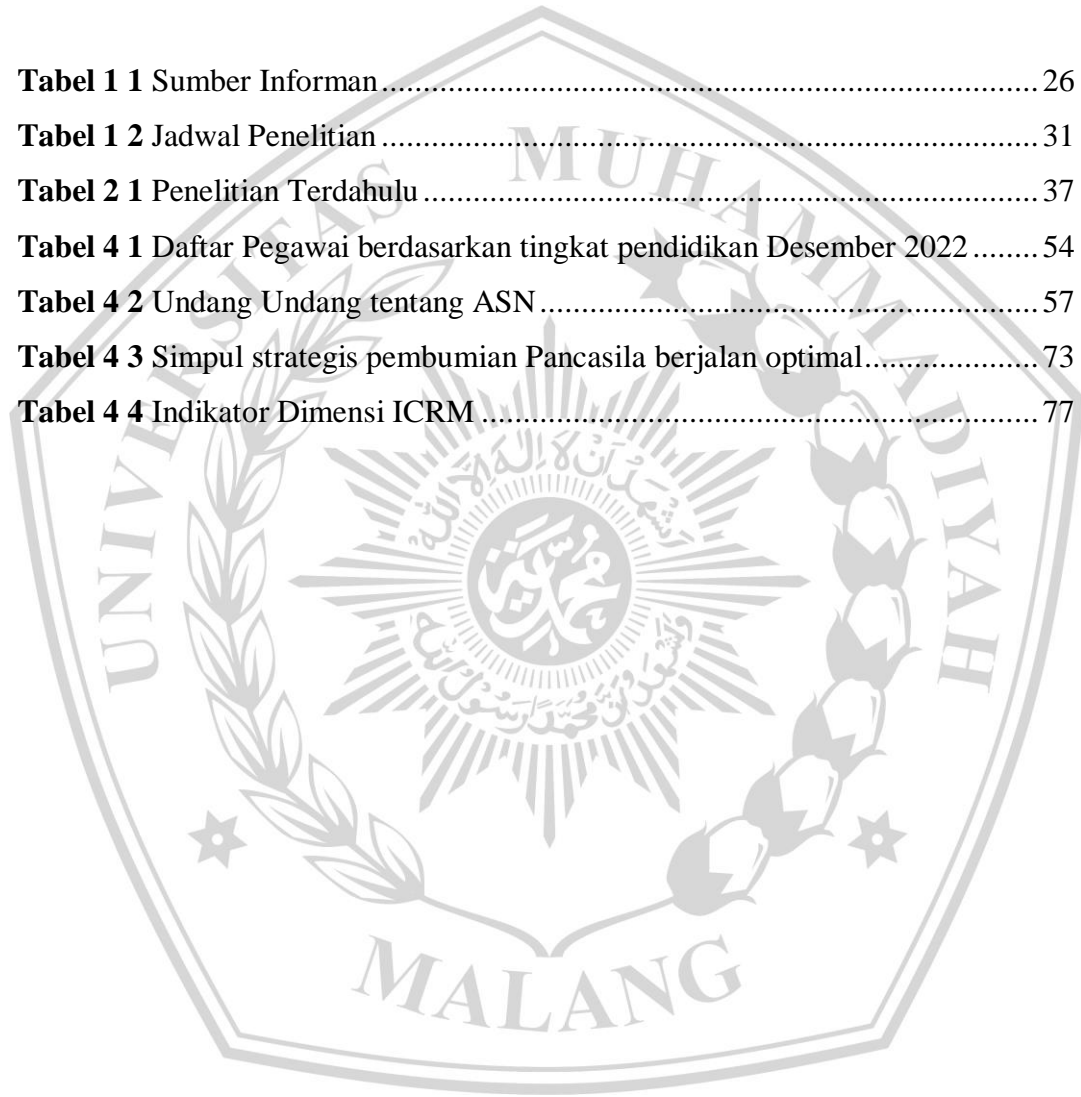 Tabel 1 1 Sumber Informan........................................................................................ 26
Tabel 1 2 Jadwal Penelitian........................................................................................ 31
Tabel 2 1 Penelitian Terdahulu................................................................................... 37
Tabel 4 1 Daftar Pegawai berdasarkan tingkat pendidikan Desember 2022........ 54
Tabel 4 2 Undang Undang tentang ASN................................................................... 57
Tabel 4 3 Simpul strategis pembumian Pancasila berjalan optimal....................... 73
Tabel 4 4 Indikator Dimensi ICRM........................................................................... 77
UNIVERSITAS MUHAMMADIYAH
MALANG